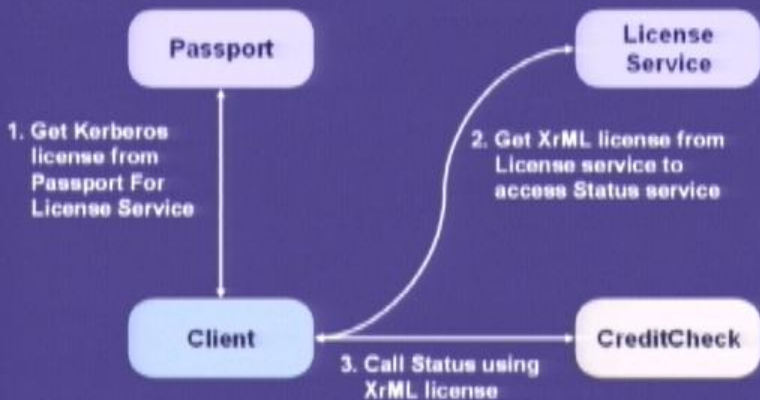 Passport
License
Service
1. Get Kerberos
license from
Passport For
License Service
2. Get XrML license from
License service to
access Status service
Client
CreditCheck
3. Call Status using
XrML license